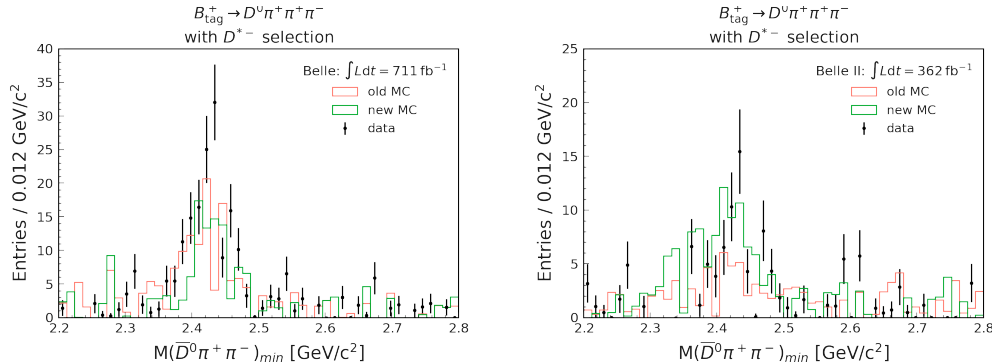 B⁺tag → D⁰π⁺π⁺π⁻
with D*⁻ selection
Belle: ∫Ldt = 711 fb⁻¹
old MC
new MC
data
Entries / 0.012 GeV/c²
40
35
30
25
20
15
10
5
0
2.2 2.3 2.4 2.5 2.6 2.7 2.8
M(D̅⁰π⁺π⁻)min [GeV/c²]
B⁺tag → D⁰π⁺π⁺π⁻
with D*⁻ selection
Belle II: ∫Ldt = 362 fb⁻¹
old MC
new MC
data
Entries / 0.012 GeV/c²
25
20
15
10
5
0
2.2 2.3 2.4 2.5 2.6 2.7 2.8
M(D̅⁰π⁺π⁻)min [GeV/c²]